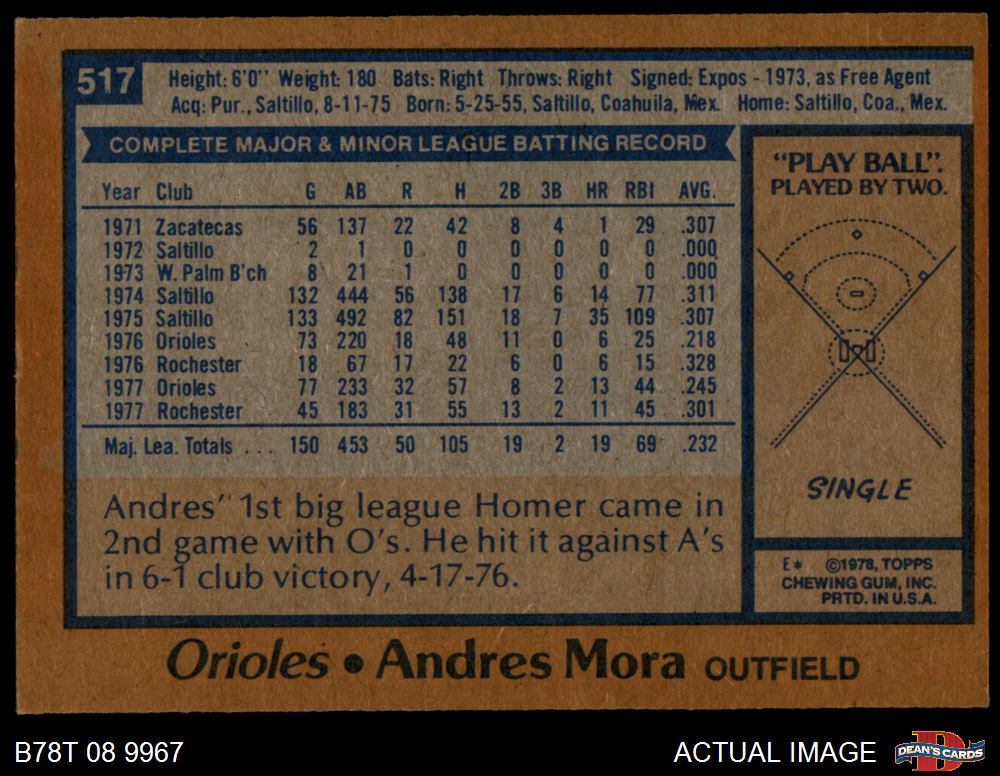 517
Height: 6'0'' Weight: 180 Bats: Right Throws: Right Signed: Expos - 1973, as Free Agent
Acq: Pur., Saltillo, 8-11-75 Born: 5-25-55, Saltillo, Coahuila, Mex. Home: Saltillo, Coa., Mex.
COMPLETE MAJOR & MINOR LEAGUE BATTING RECORD
Year Club G AB R H 2B 3B HR RBI AVG.
1971 Zacatecas 56 137 22 42 8 4 1 29 .307
1972 Saltillo 2 1 0 0 0 0 0 0 .000
1973 W. Palm B'ch 8 21 1 0 0 0 0 0 .000
1974 Saltillo 132 444 56 138 17 6 14 77 .311
1975 Saltillo 133 492 82 151 18 7 35 109 .307
1976 Orioles 73 220 18 48 11 0 6 25 .218
1976 Rochester 18 67 17 22 6 0 6 15 .328
1977 Orioles 77 233 32 57 8 2 13 44 .245
1977 Rochester 45 183 31 55 13 2 11 45 .301
Maj. Lea. Totals . . . 150 453 50 105 19 2 19 69 .232
Andres'' 1st big league Homer came in
2nd game with O's. He hit it against A's
in 6-1 club victory, 4-17-76.
"PLAY BALL".
PLAYED BY TWO.
SINGLE
E* ©1978, TOPPS
CHEWING GUM, INC.
PRTD. IN U.S.A.
Orioles • Andres Mora OUTFIELD
B78T 08 9967
ACTUAL IMAGE
DEAN'S CARDS